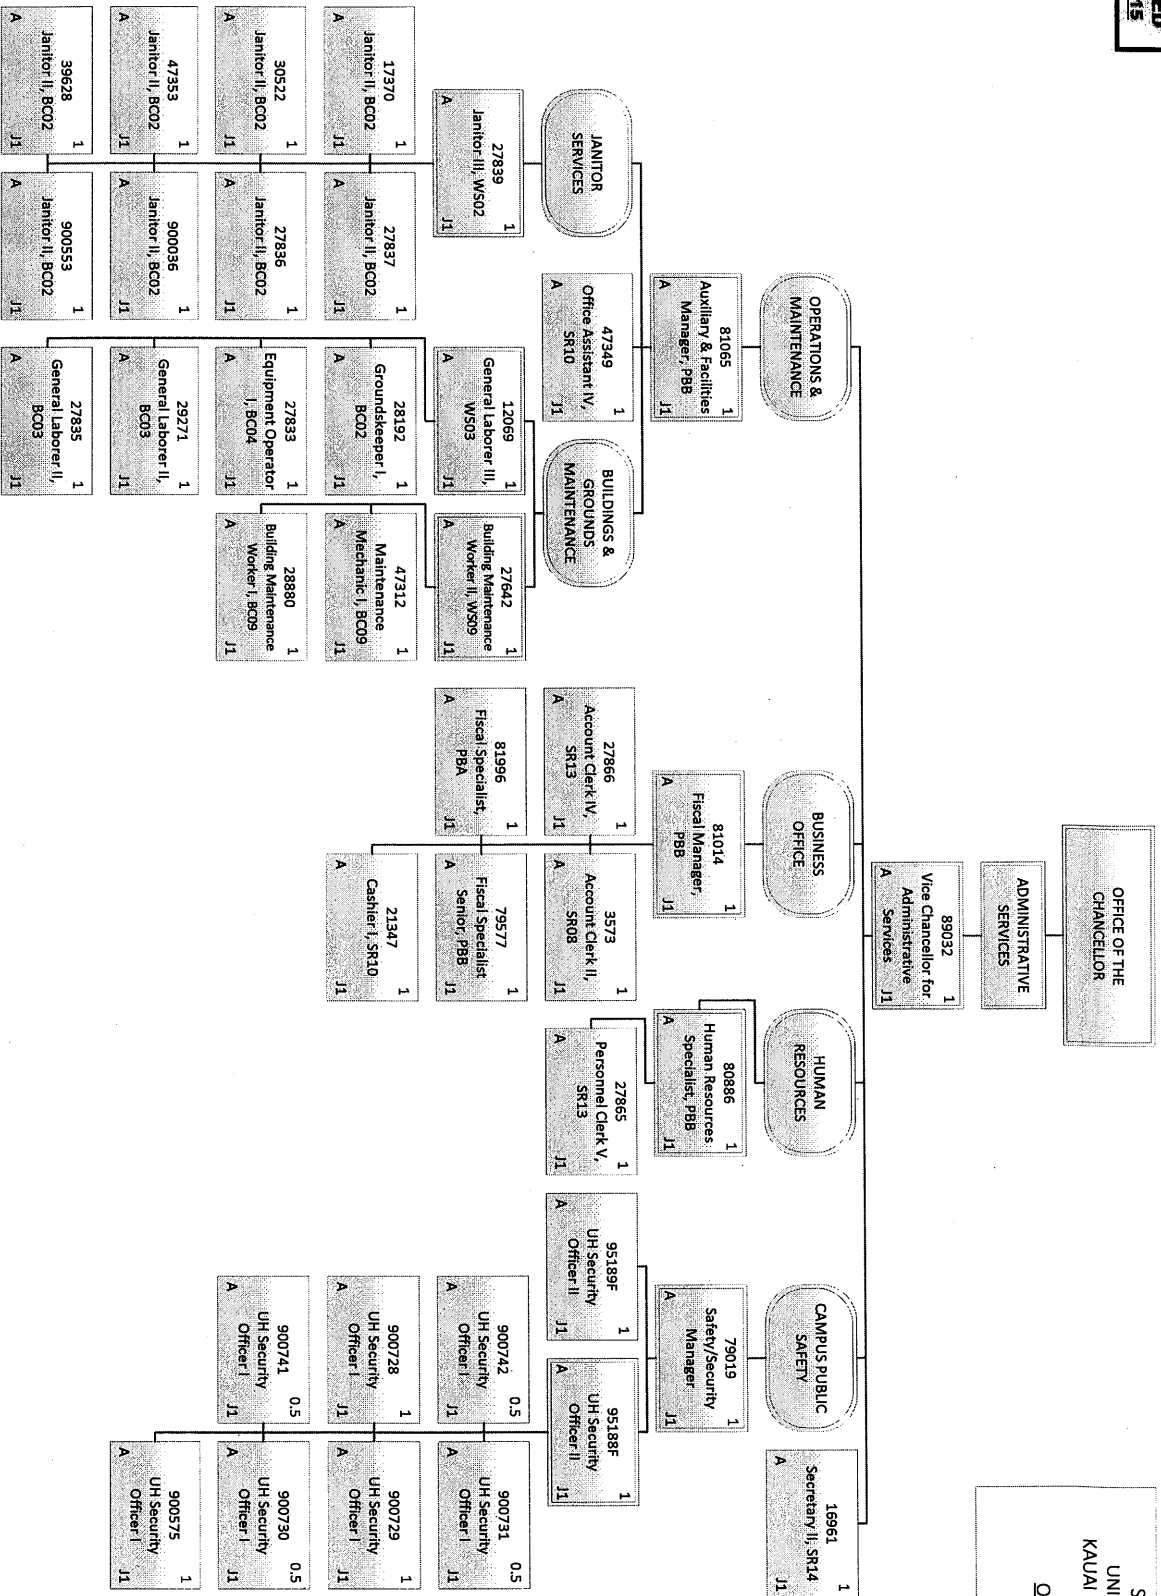 OFFICE OF THE
CHANCELLOR
ADMINISTRATIVE
SERVICES
89032
1
Vice Chancellor for
Administrative
Services
A
J1
16961
1
Secretary II, SR14
A
J1
OPERATIONS &
MAINTENANCE
81065
1
Auxiliary & Facilities
Manager, PBB
A
J1
47349
1
Office Assistant IV,
SR10
A
J1
JANITOR
SERVICES
27839
1
Janitor III, WS02
A
J1
17370
1
Janitor II, BC02
A
J1
27837
1
Janitor II, BC02
A
J1
30522
1
Janitor II, BC02
A
J1
27836
1
Janitor II, BC02
A
J1
47353
1
Janitor II, BC02
A
J1
900036
1
Janitor II, BC02
A
J1
39628
1
Janitor II, BC02
A
J1
900553
1
Janitor II, BC02
A
J1
BUILDINGS &
GROUNDS
MAINTENANCE
12069
1
General Laborer III,
WS03
A
J1
28192
1
Groundskeeper I,
BC02
A
J1
27833
1
Equipment Operator
I, BC04
A
J1
29271
1
General Laborer II,
BC03
A
J1
27835
1
General Laborer II,
BC03
A
J1
27642
1
Building Maintenance
Worker II, WS09
A
J1
47312
1
Maintenance
Mechanic I, BC09
A
J1
28880
1
Building Maintenance
Worker I, BC09
A
J1
BUSINESS
OFFICE
81014
1
Fiscal Manager,
PBB
A
J1
27866
1
Account Clerk IV,
SR13
A
J1
3573
1
Account Clerk II,
SR08
A
J1
81996
1
Fiscal Specialist,
PBA
A
J1
79577
1
Fiscal Specialist
Senior, PBB
A
J1
21347
1
Cashier I, SR10
A
J1
HUMAN
RESOURCES
80886
1
Human Resources
Specialist, PBB
A
J1
27865
1
Personnel Clerk V,
SR13
A
J1
CAMPUS PUBLIC
SAFETY
79019
1
Safety/Security
Manager
A
J1
95189F
1
UH Security
Officer II
A
J1
95188F
1
UH Security
Officer II
A
J1
900742
0.5
UH Security
Officer I
A
J1
900731
0.5
UH Security
Officer I
A
J1
900728
1
UH Security
Officer I
A
J1
900729
1
UH Security
Officer I
A
J1
900741
0.5
UH Security
Officer I
A
J1
900730
0.5
UH Security
Officer I
A
J1
900575
1
UH Security
Officer I
A
J1
S
UNI
KAUAI
O
ED
15